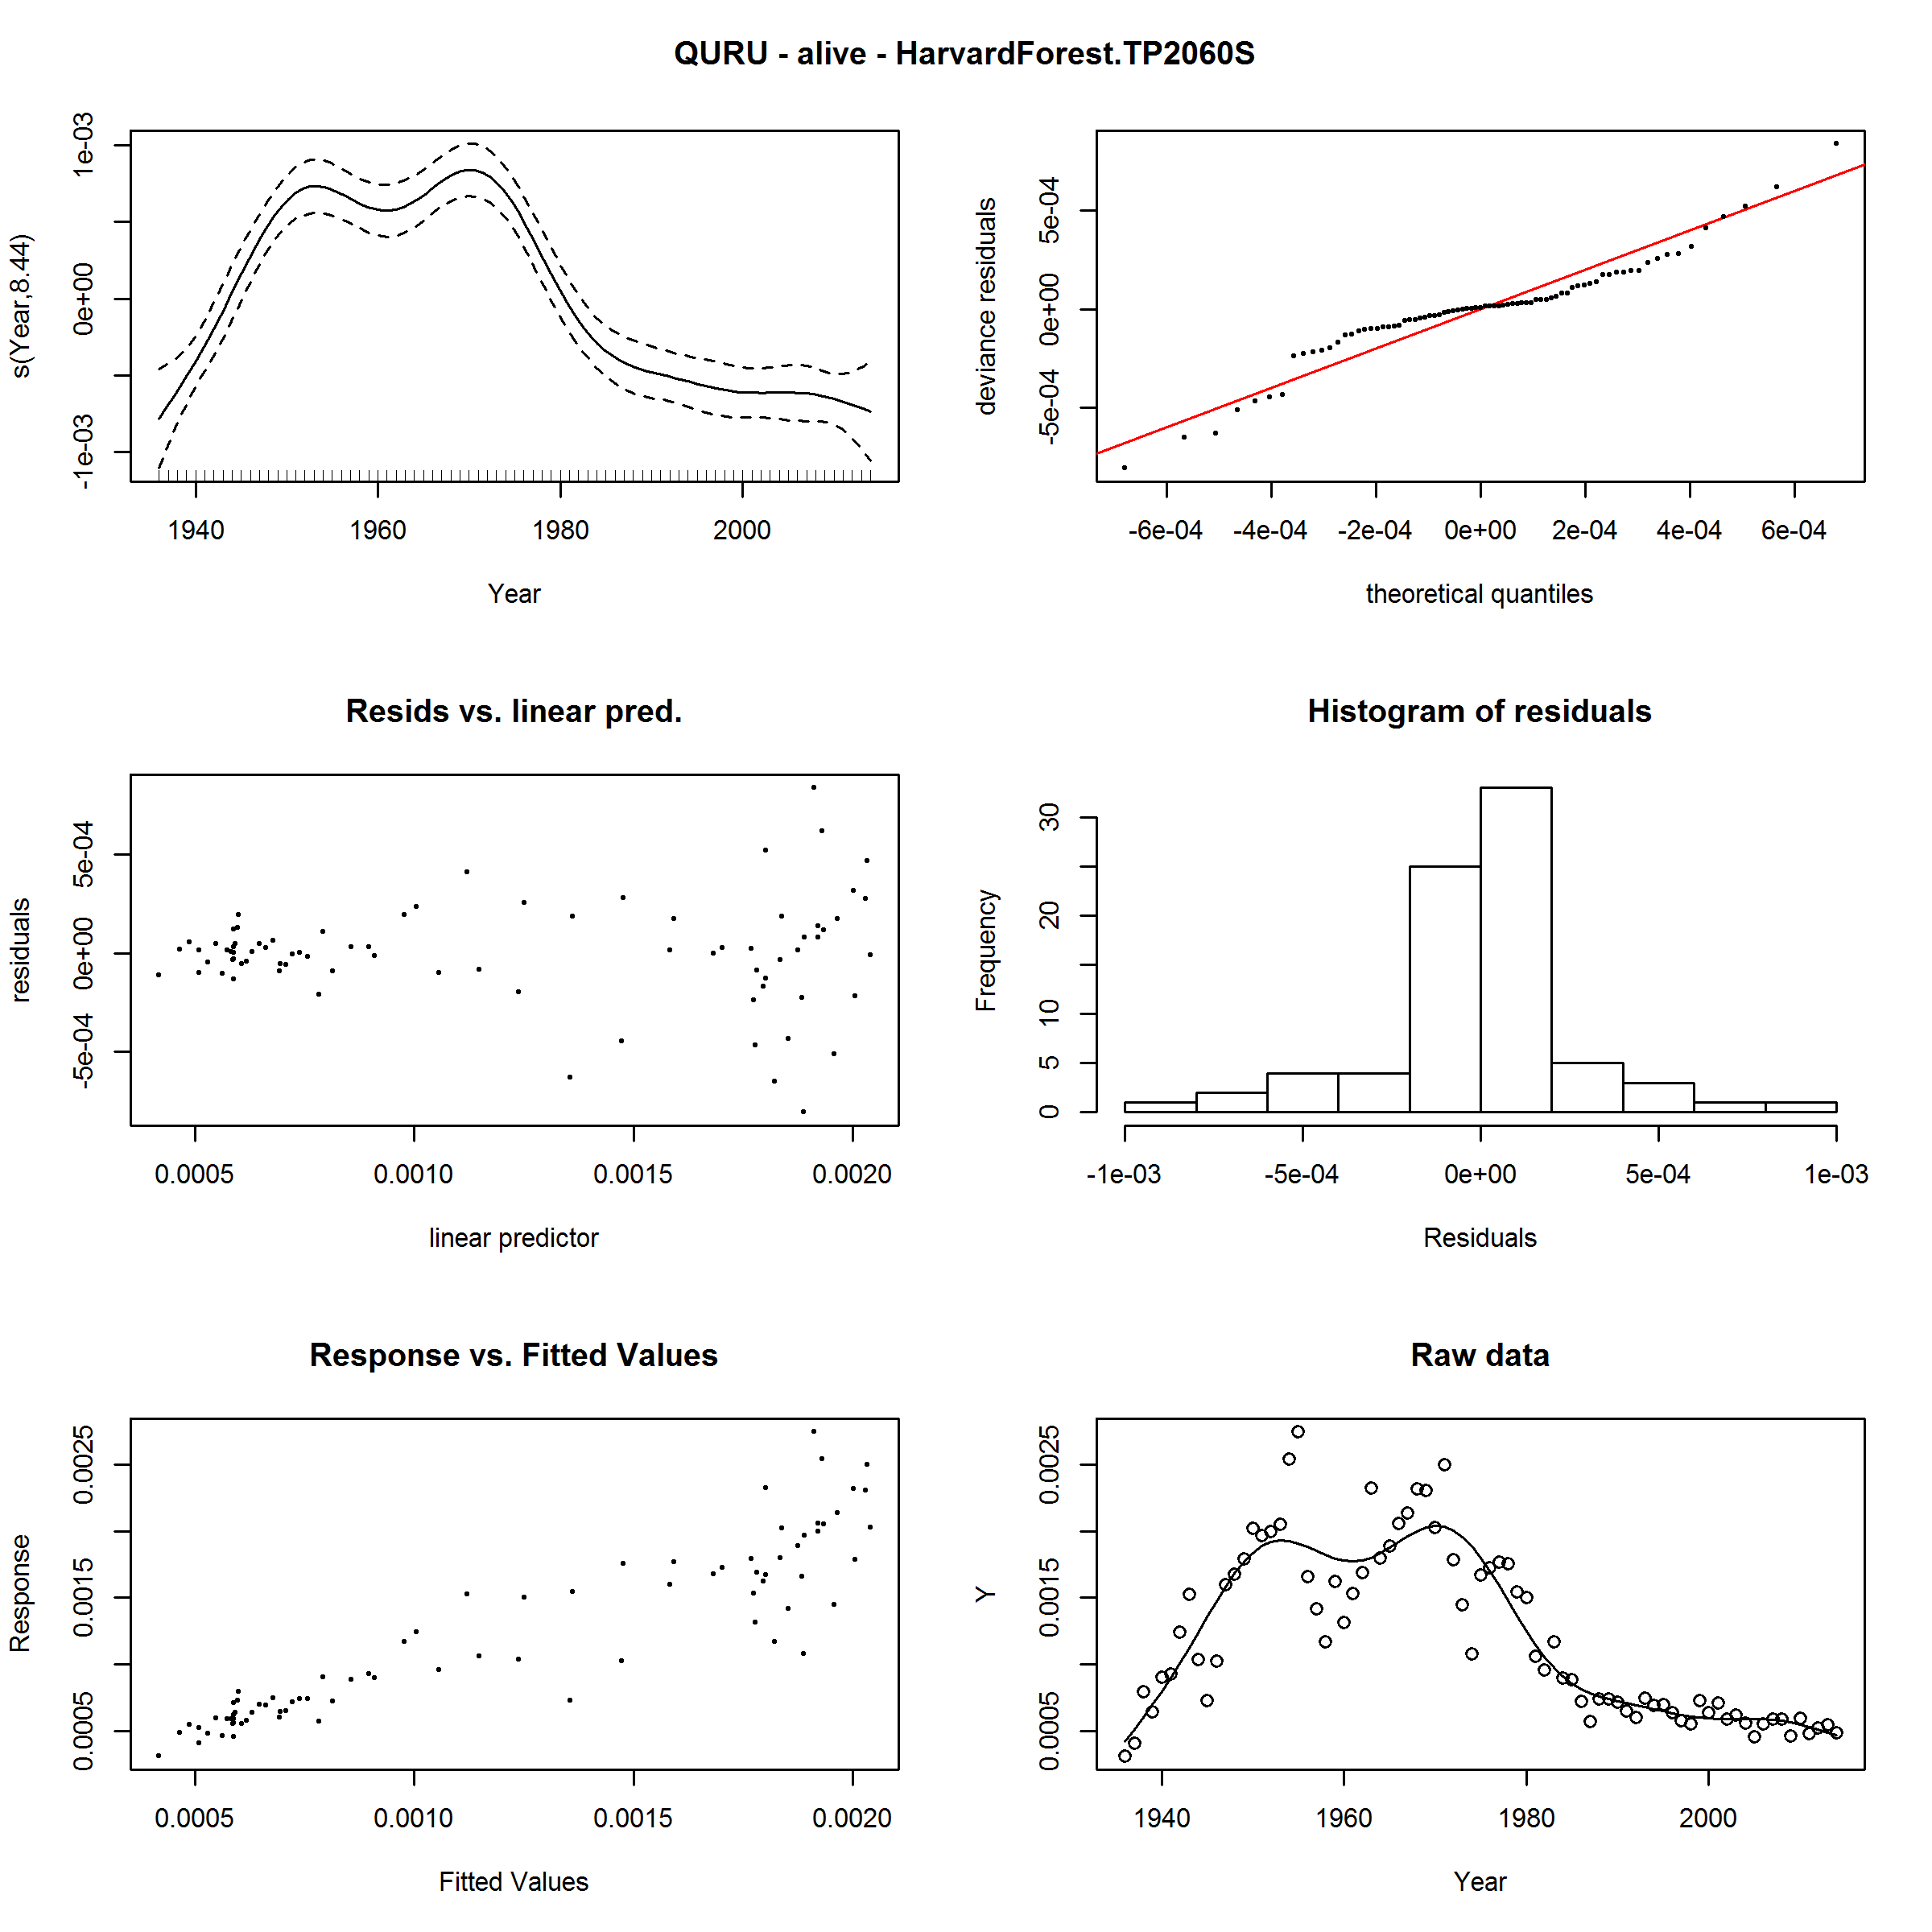 QURU - alive - HarvardForest.TP2060S
s(Year,8.44)
1e-03
0e+00
-1e-03
1940 1960 1980 2000
Year
deviance residuals
5e-04
0e+00
-5e-04
-6e-04 -4e-04 -2e-04 0e+00 2e-04 4e-04 6e-04
theoretical quantiles
Resids vs. linear pred.
residuals
5e-04
0e+00
-5e-04
0.0005 0.0010 0.0015 0.0020
linear predictor
Histogram of residuals
Frequency
30
20
10
5
0
-1e-03 -5e-04 0e+00 5e-04 1e-03
Residuals
Response vs. Fitted Values
Response
0.0025
0.0015
0.0005
0.0005 0.0010 0.0015 0.0020
Fitted Values
Raw data
Y
0.0025
0.0015
0.0005
1940 1960 1980 2000
Year